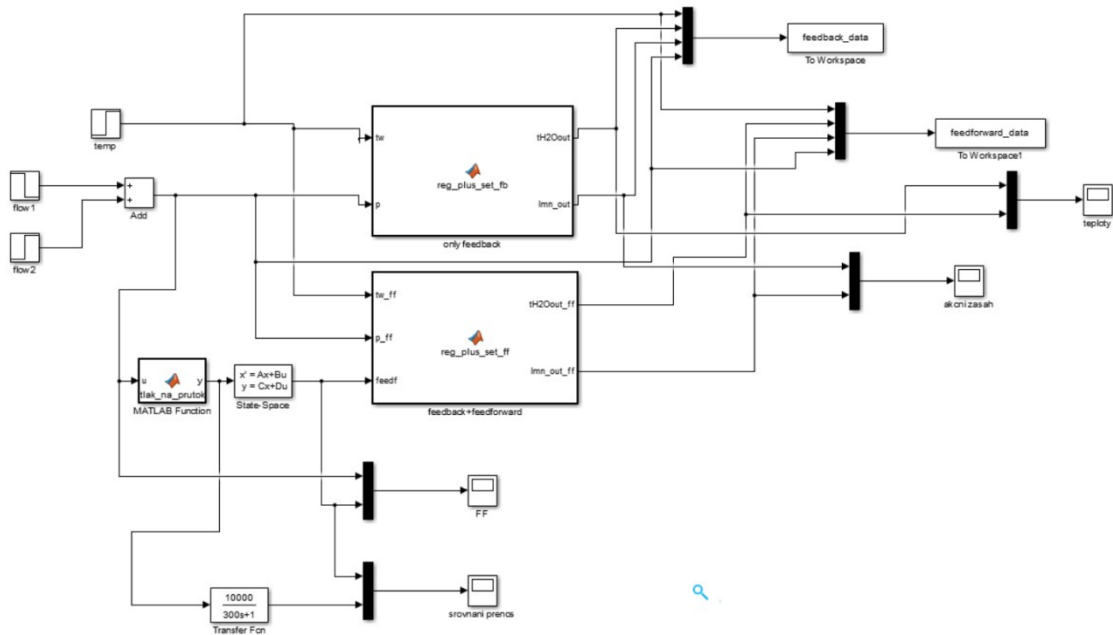 feedback_data
To Workspace
temp
tw
p
reg_plus_set_fb
tH2Oout
lmn_out
only feedback
feedforward_data
To Workspace1
teploty
flow1
+
+
Add
flow2
tw_ff
p_ff
feedf
reg_plus_set_ff
tH2Oout_ff
lmn_out_ff
feedback+feedforward
akcni zasah
u
y
tlak_na_prutok
MATLAB Function
x' = Ax+Bu
y = Cx+Du
State-Space
FF
10000
300s+1
Transfer Fcn
srovnani prenos